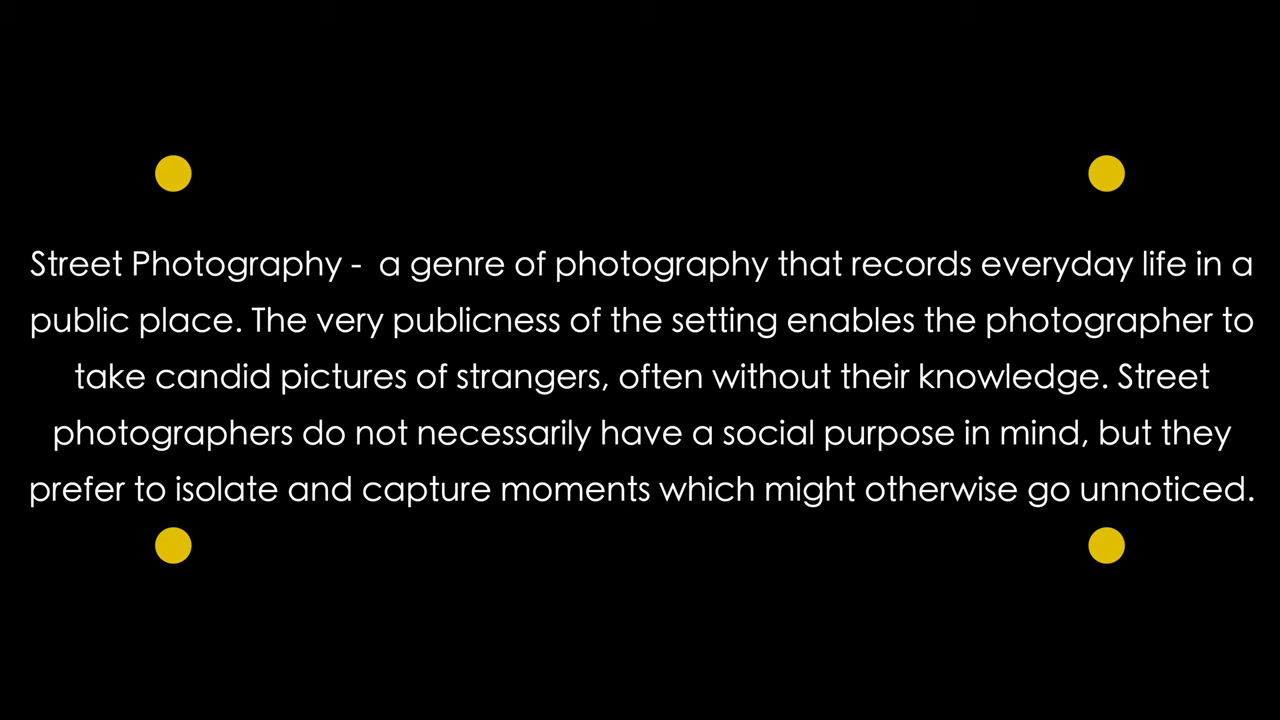 Street Photography -  a genre of photography that records everyday life in a
public place. The very publicness of the setting enables the photographer to
take candid pictures of strangers, often without their knowledge. Street
photographers do not necessarily have a social purpose in mind, but they
prefer to isolate and capture moments which might otherwise go unnoticed.